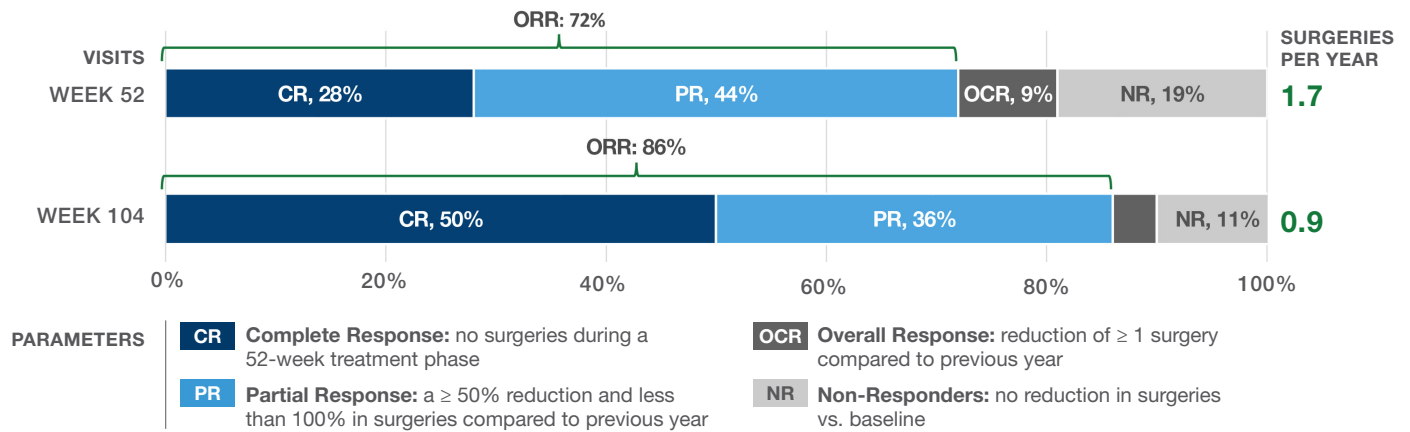 ORR: 72%
VISITS
SURGERIES
PER YEAR
WEEK 52
CR, 28%
PR, 44%
OCR, 9%
NR, 19%
1.7
ORR: 86%
WEEK 104
CR, 50%
PR, 36%
NR, 11%
0.9
0%
20%
40%
60%
80%
100%
PARAMETERS
CR
Complete Response: no surgeries during a
52-week treatment phase
PR
Partial Response: a ≥ 50% reduction and less
than 100% in surgeries compared to previous year
OCR
Overall Response: reduction of ≥ 1 surgery
compared to previous year
NR
Non-Responders: no reduction in surgeries
vs. baseline